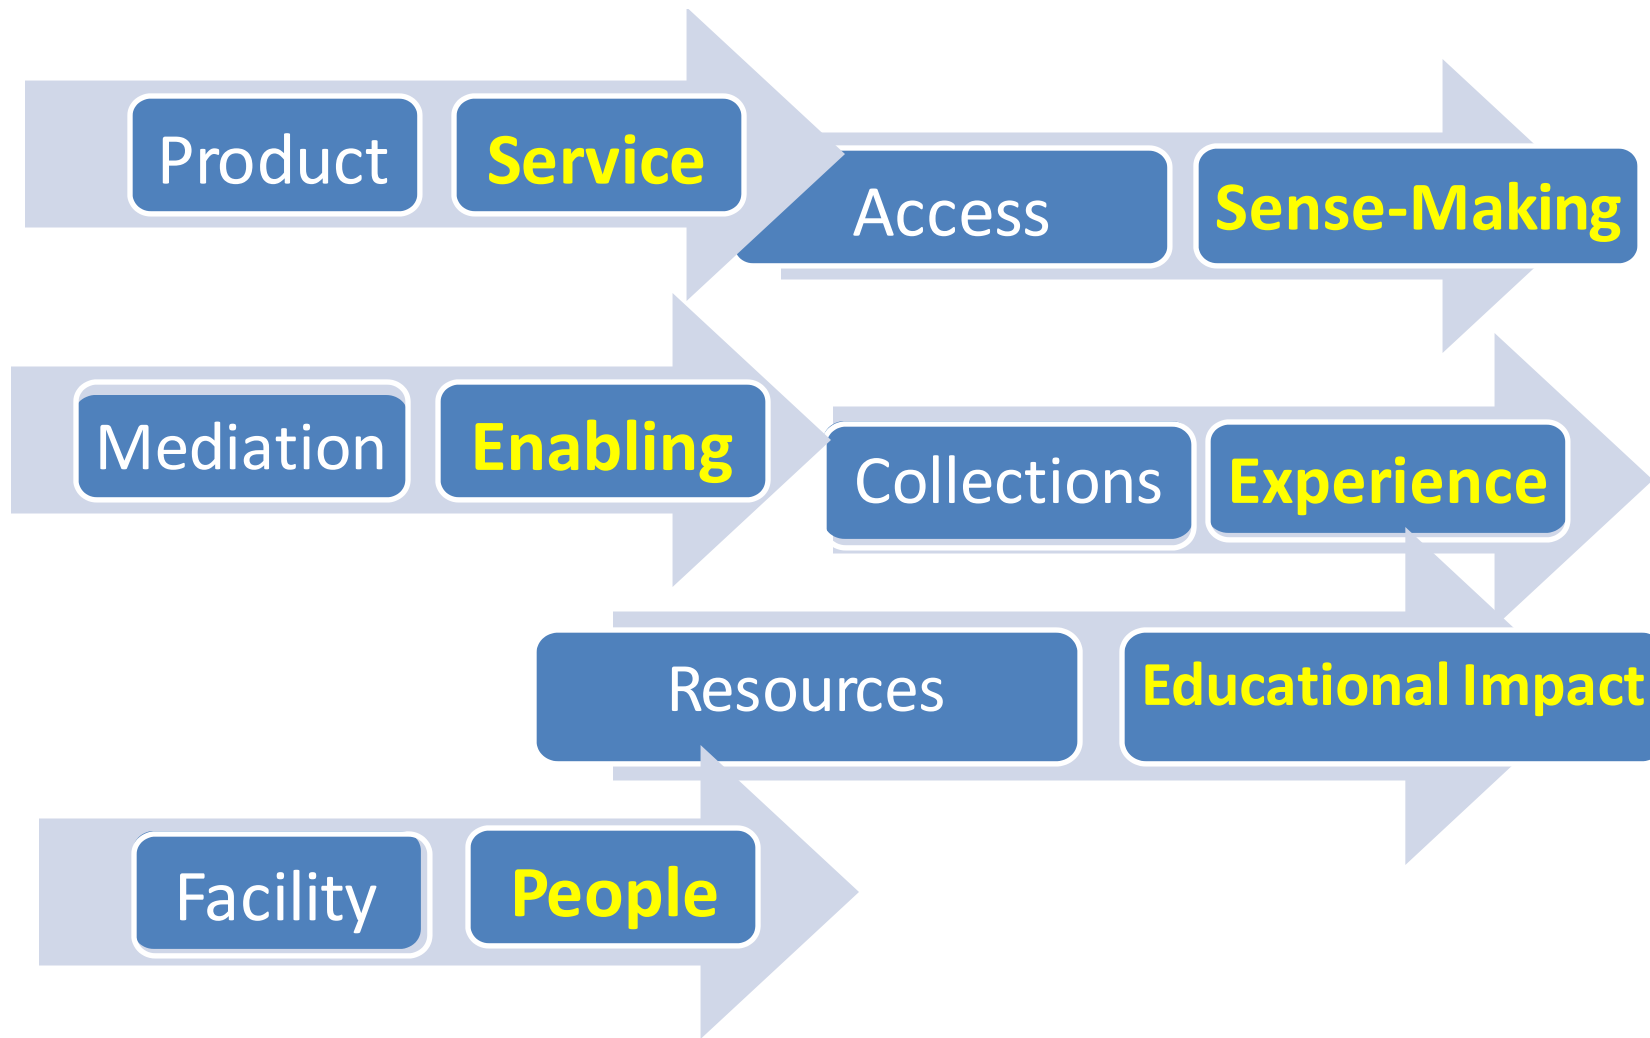 Product
Service
Access
Sense-Making
Mediation
Enabling
Collections
Experience
Resources
Educational Impact
Facility
People